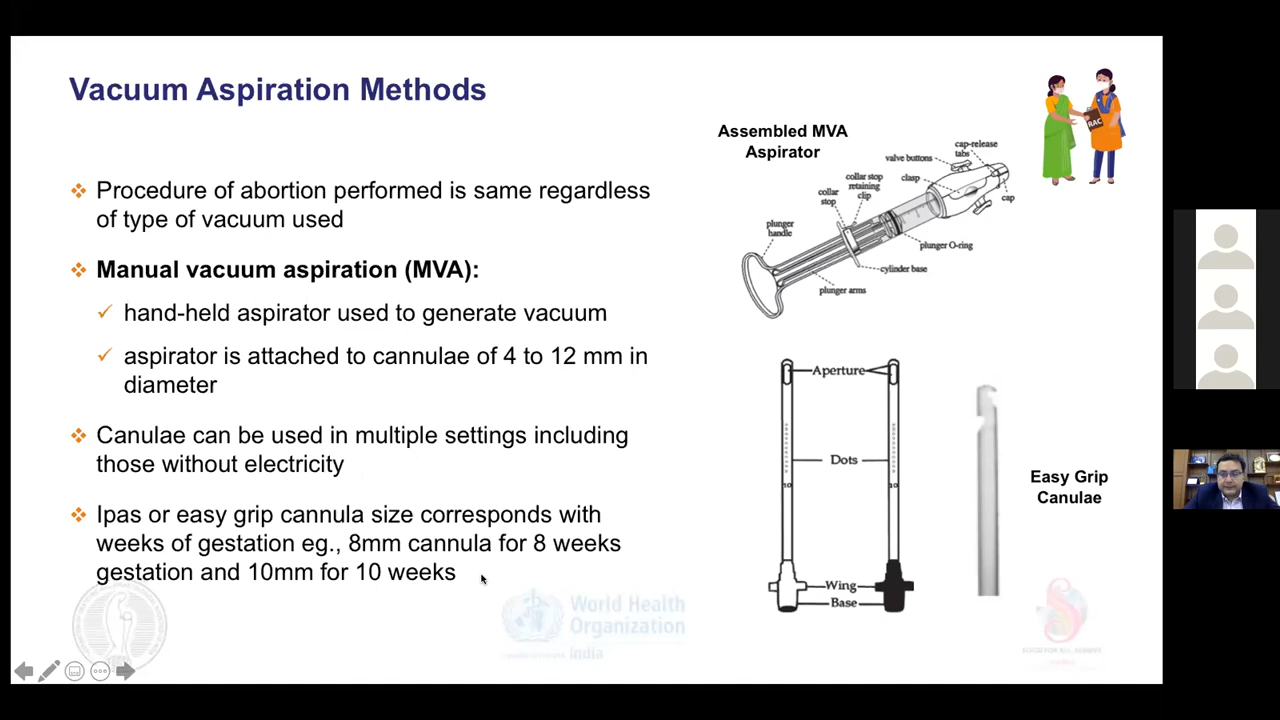 Vacuum Aspiration Methods
Procedure of abortion performed is same regardless
of type of vacuum used
Manual vacuum aspiration (MVA):
hand-held aspirator used to generate vacuum
aspirator is attached to cannulae of 4 to 12 mm in
diameter
Canulae can be used in multiple settings including
those without electricity
Ipas or easy grip cannula size corresponds with
weeks of gestation eg., 8mm cannula for 8 weeks
gestation and 10mm for 10 weeks
Assembled MVA
Aspirator
cap-release
tabs
valve buttons
clasp
cap
collar stop
retaining
clip
collar
stop
plunger
handle
plunger O-ring
cylinder base
plunger arms
RAC
Aperture
Dots
10
10
Wing
Base
Easy Grip
Canulae
World Health
Organization
India